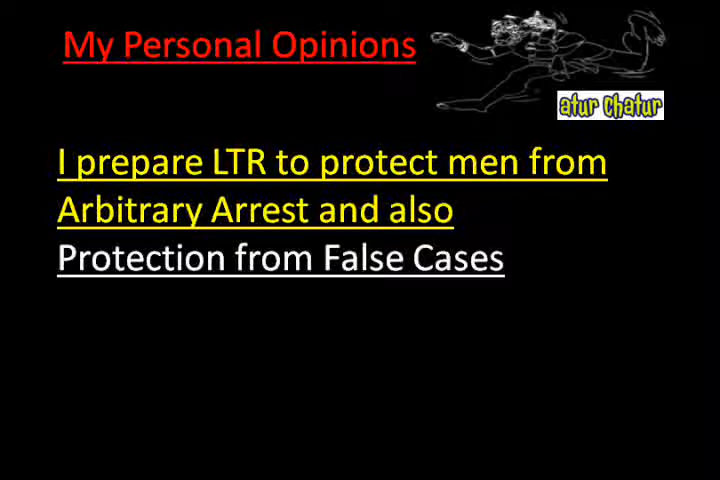 My Personal Opinions
atur chatur
I prepare LTR to protect men from
Arbitrary Arrest and also
Protection from False Cases